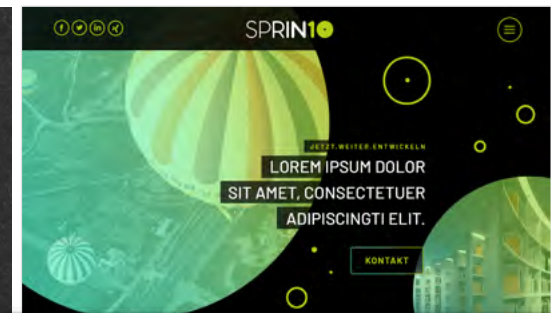 SPRIN10
JETZT.WEITER.ENTWICKELN
LOREM IPSUM DOLOR
SIT AMET, CONSECTETUER
ADIPISCINGTI ELIT.
KONTAKT